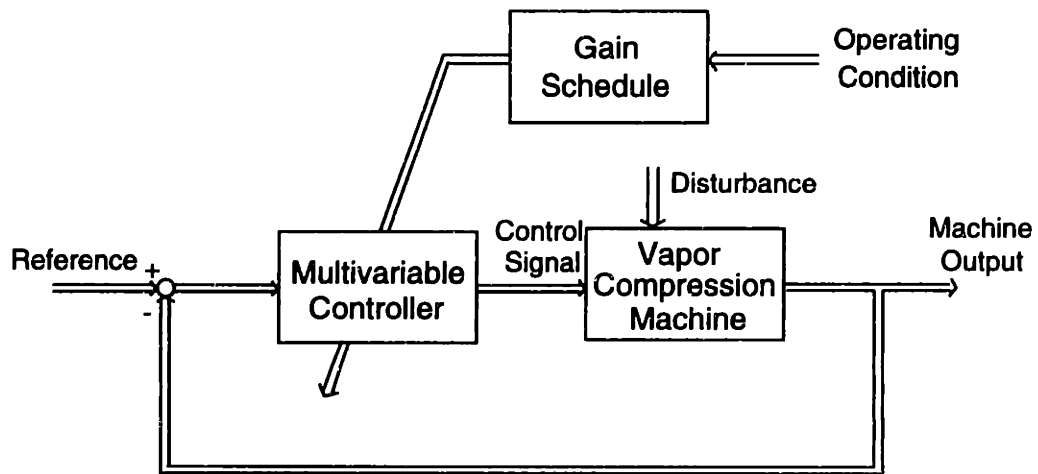 Gain
Schedule
Operating
Condition
Disturbance
Reference
+
-
Multivariable
Controller
Control
Signal
Vapor
Compression
Machine
Machine
Output